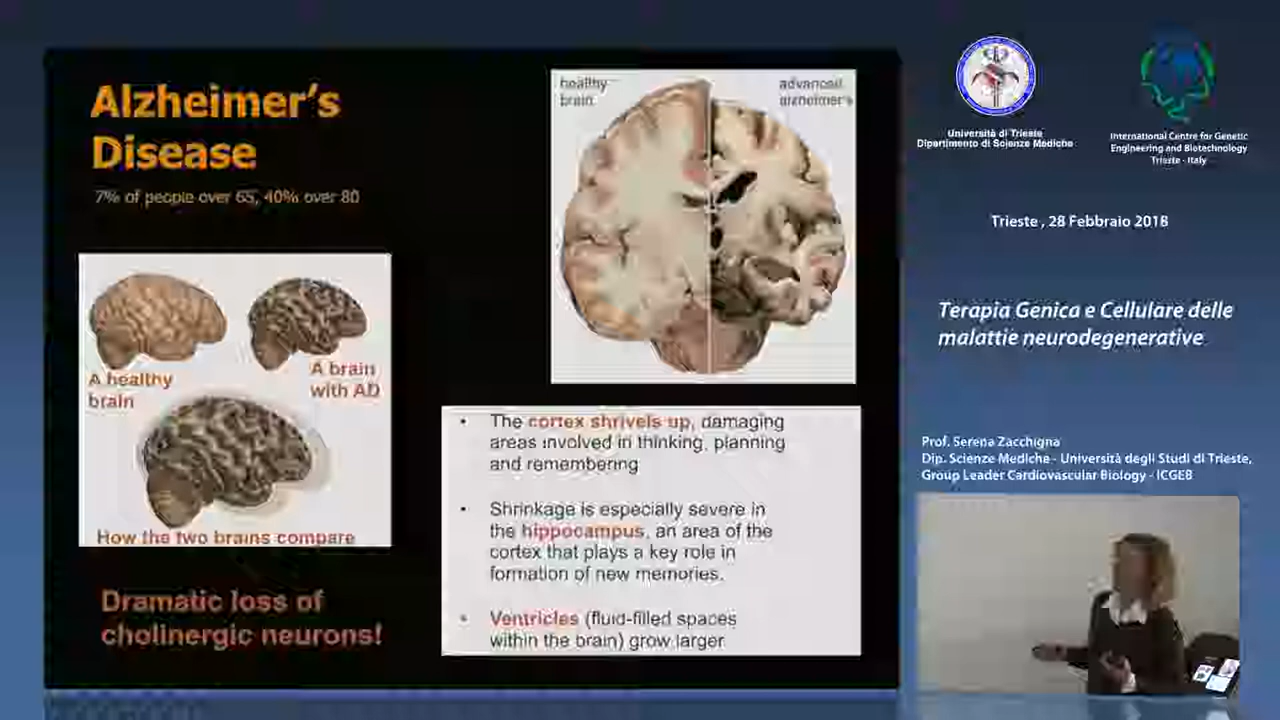 Alzheimer's
Disease
7% of people over 65, 40% over 80
A healthy
brain
A brain
with AD
How the two brains compare
Dramatic loss of
cholinergic neurons!
healthy
brain
advanced
alzheimer's
• The cortex shrivels up, damaging
areas involved in thinking, planning
and remembering
• Shrinkage is especially severe in
the hippocampus, an area of the
cortex that plays a key role in
formation of new memories.
• Ventricles (fluid-filled spaces
within the brain) grow larger
Università di Trieste
Dipartimento di Scienze Mediche
International Centre for Genetic
Engineering and Biotechnology
Trieste - Italy
Trieste , 28 Febbraio 2018
Terapia Genica e Cellulare delle
malattie neurodegenerative
Prof. Serena Zacchigna
Dip. Scienze Mediche - Università degli Studi di Trieste,
Group Leader Cardiovascular Biology - ICGEB